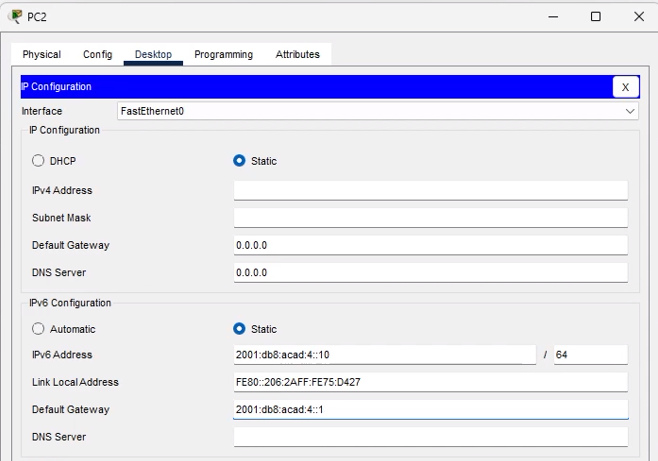 PC2
Physical Config Desktop Programming Attributes
IP Configuration X
Interface FastEthernet0
IP Configuration
DHCP Static
IPv4 Address
Subnet Mask
Default Gateway 0.0.0.0
DNS Server 0.0.0.0
IPv6 Configuration
Automatic Static
IPv6 Address 2001:db8:acad:4::10 / 64
Link Local Address FE80::206:2AFF:FE75:D427
Default Gateway 2001:db8:acad:4::1
DNS Server